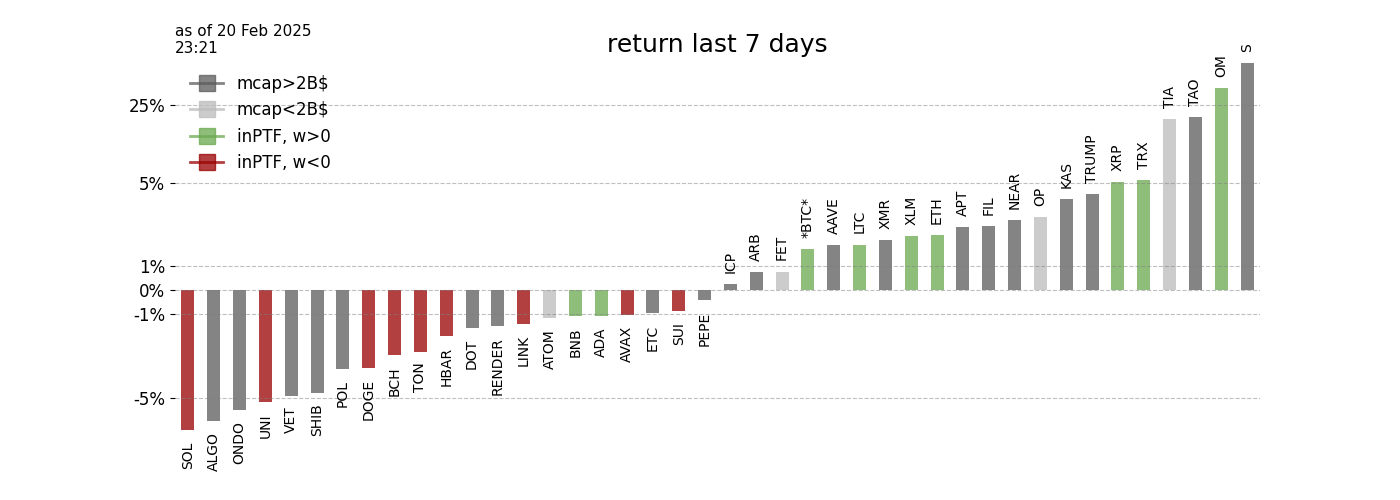 as of 20 Feb 2025
23:21
return last 7 days
mcap>2B$
mcap<2B$
inPTF, w>0
inPTF, w<0
25%
5%
1%
0%
-1%
-5%
SOL
ALGO
ONDO
UNI
VET
SHIB
POL
DOGE
BCH
TON
HBAR
DOT
RENDER
LINK
ATOM
BNB
ADA
AVAX
ETC
SUI
PEPE
ICP
ARB
FET
*BTC*
AAVE
LTC
XMR
XLM
ETH
APT
FIL
NEAR
OP
KAS
TRUMP
XRP
TRX
TIA
TAO
OM
S